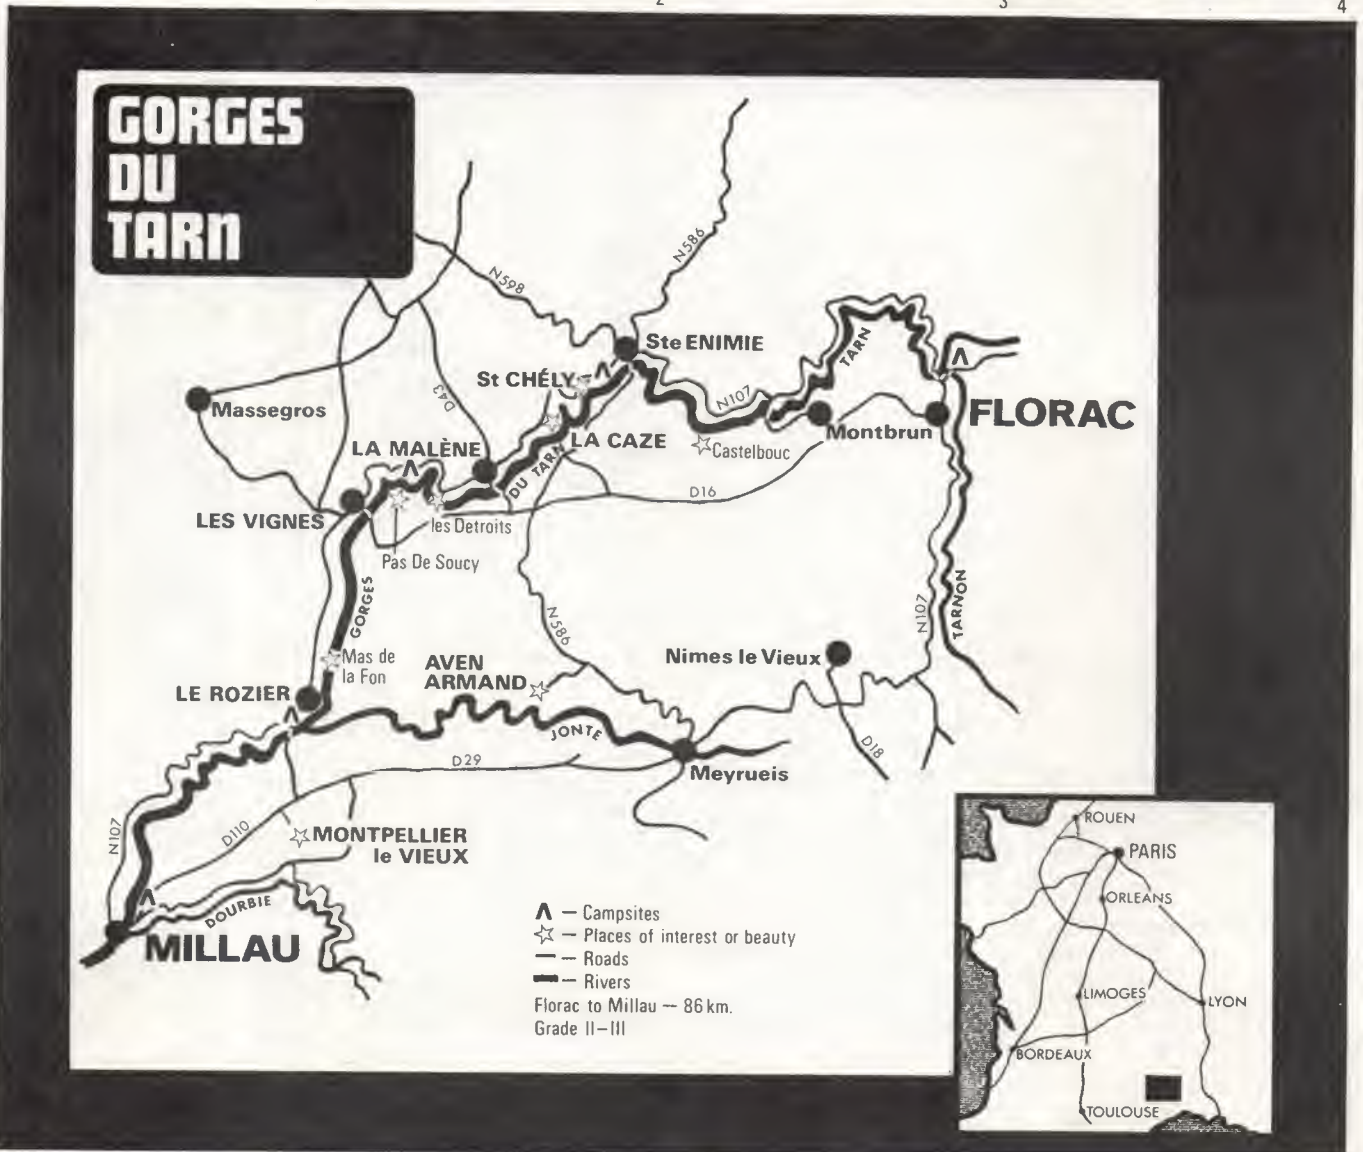 2 3 4
GORGES
DU
TARN
N586
N598
Ste ENIMIE
TARN
St CHÉLY
N107
D43
Massegros
FLORAC
Montbrun
LA CAZE
Castelbouc
LA MALÈNE
DU TARN
D16
LES VIGNES
les Detroits
Pas De Soucy
GORGES
N107
TARNON
N586
Mas de
la Fon
AVEN
ARMAND
Nimes le Vieux
LE ROZIER
JONTE
D18
D29
Meyrueis
N107
D110
MONTPELLIER
le VIEUX
DOURBIE
MILLAU
Λ — Campsites
☆ — Places of interest or beauty
— Roads
— Rivers
Florac to Millau — 86 km.
Grade II–III
ROUEN
PARIS
ORLEANS
LIMOGES
LYON
BORDEAUX
TOULOUSE